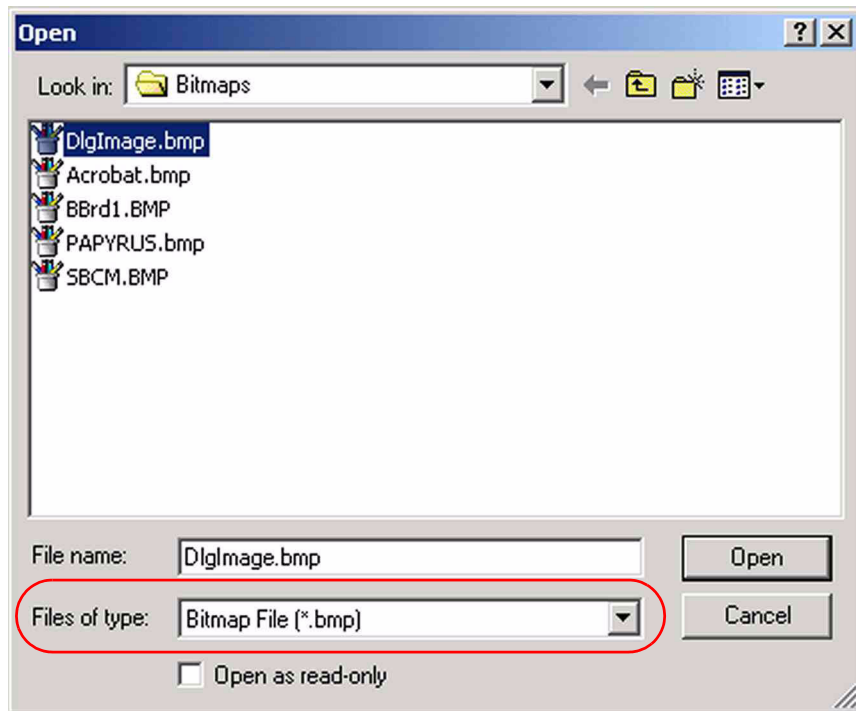 Open
Look in: Bitmaps
DlgImage.bmp
Acrobat.bmp
BBrd1.BMP
PAPYRUS.bmp
SBCM.BMP
File name: DlgImage.bmp Open
Files of type: Bitmap File (*.bmp) Cancel
Open as read-only